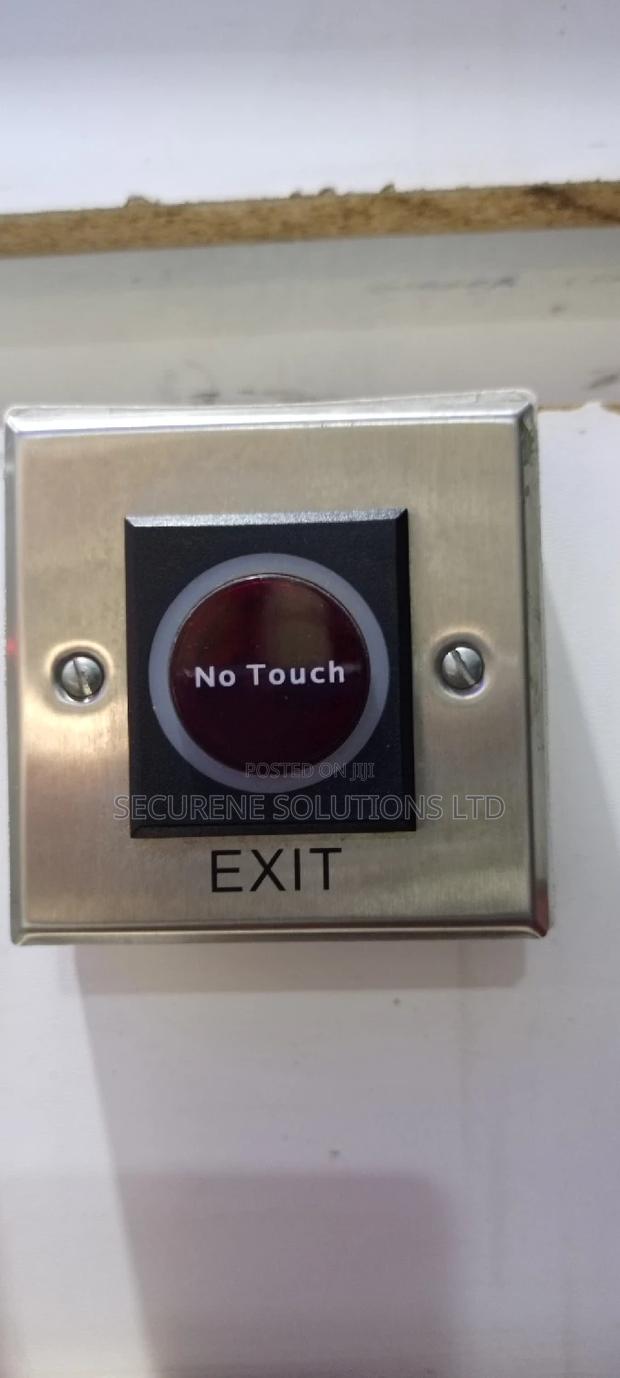 No Touch
POSTED ON JIJI
SECURENE SOLUTIONS LTD
EXIT